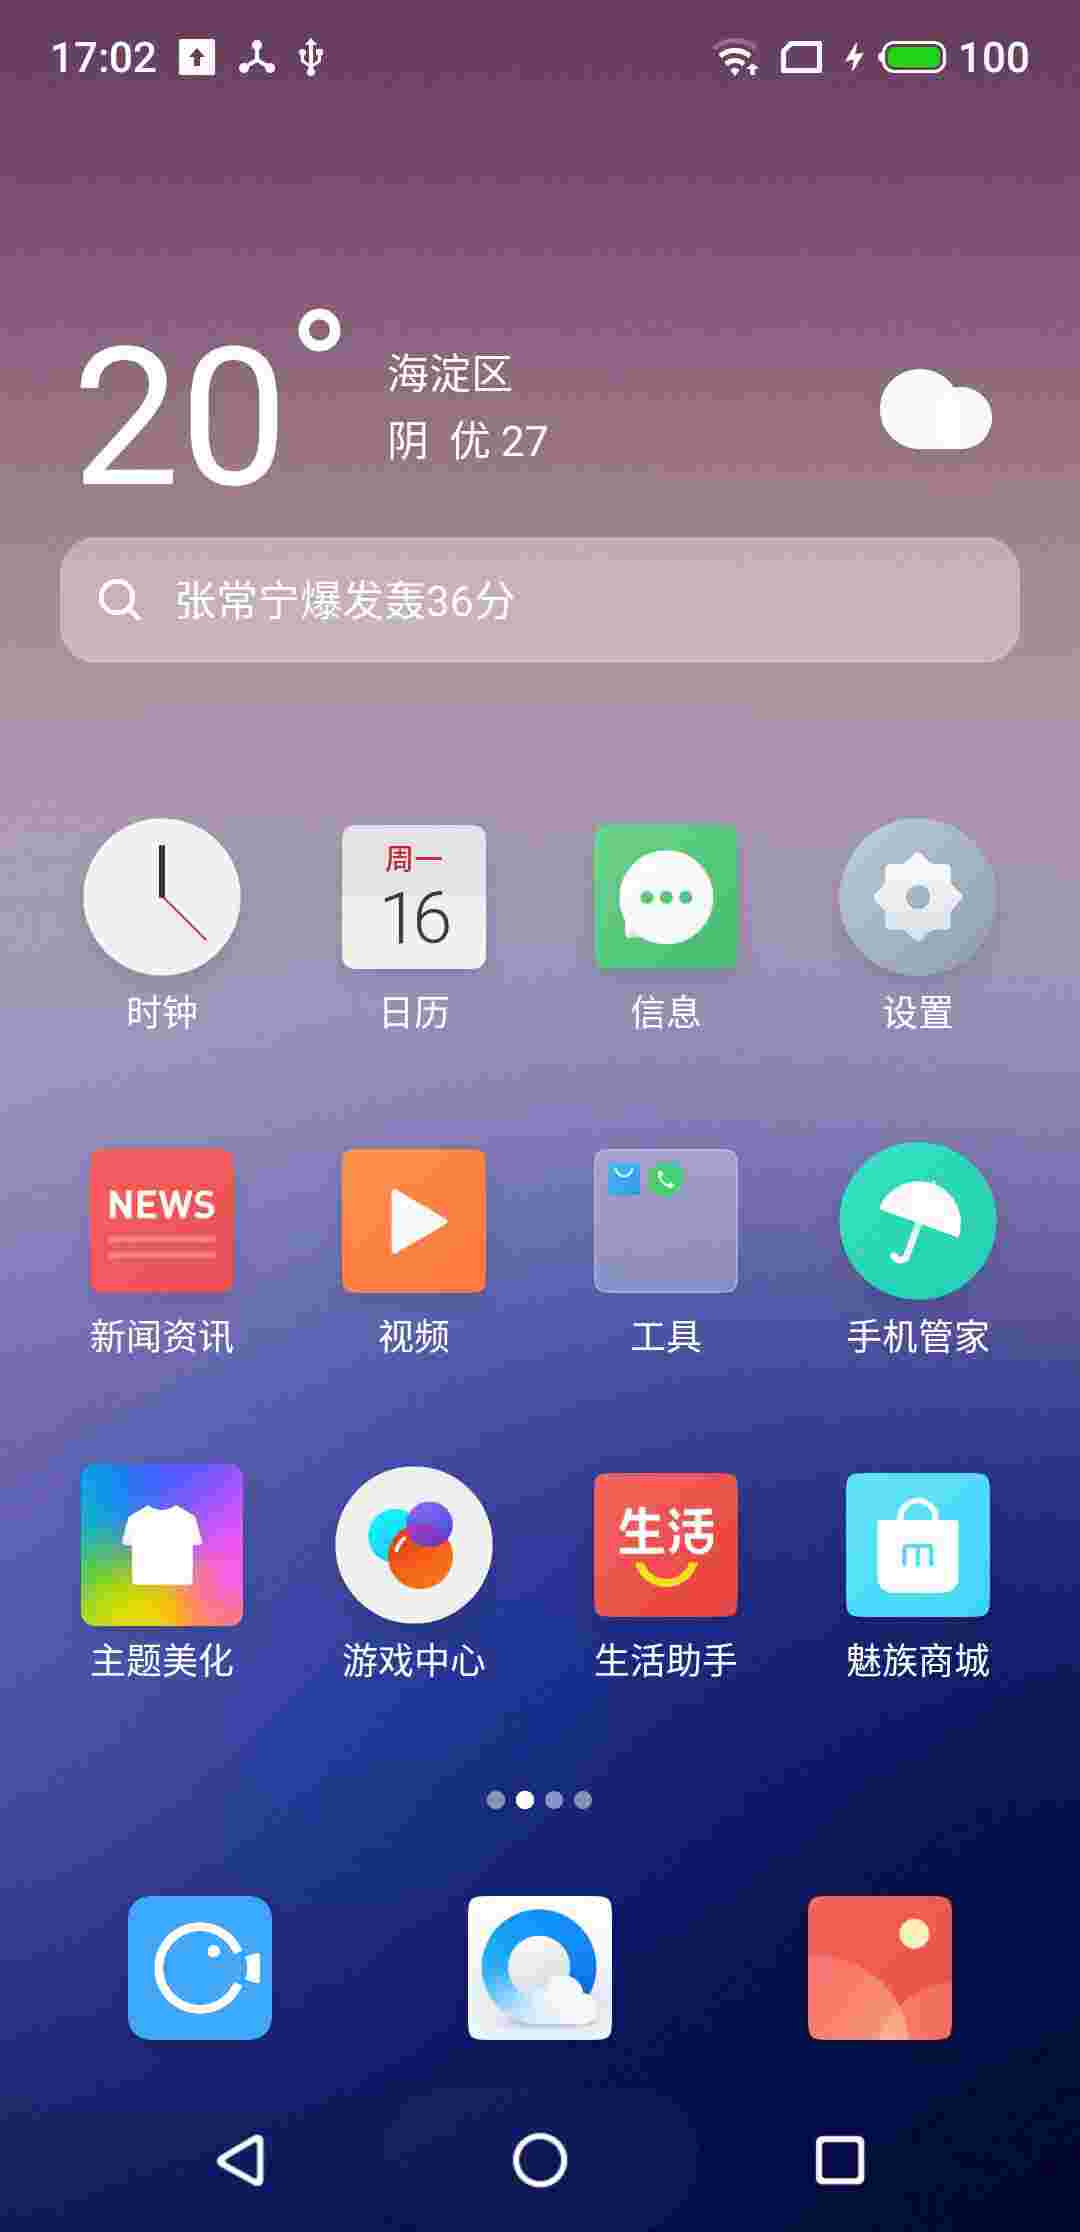 17:02 100
20°
海淀区
阴 优 27
张常宁爆发轰36分
周一
16
时钟 日历 信息 设置
NEWS
新闻资讯 视频 工具 手机管家
生活
m
主题美化 游戏中心 生活助手 魅族商城